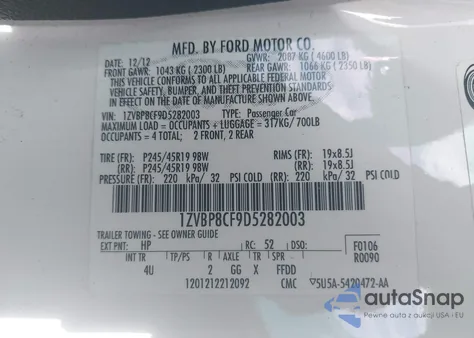 MFD. BY FORD MOTOR CO.
DATE: 12/12 GVWR: 2087 KG ( 4600 LB)
FRONT GAWR: 1043 KG ( 2300 LB) REAR GAWR: 1066 KG ( 2350 LB)
THIS VEHICLE CONFORMS TO ALL APPLICABLE FEDERAL MOTOR
VEHICLE SAFETY, BUMPER, AND THEFT PREVENTION STANDARDS
IN EFFECT ON THE DATE OF MANUFACTURE SHOWN ABOVE.
VIN: 1ZVBP8CF9D5282003 TYPE: Passenger Car
MAXIMUM LOAD = OCCUPANTS + LUGGAGE = 317KG/ 700LB
OCCUPANTS = 4 TOTAL: 2 FRONT, 2 REAR
TIRE (FR): P245/45R19 98W RIMS (FR): 19x8.5J
(RR): P245/45R19 98W (RR): 19x8.5J
PRESSURE (FR): 220 kPa/ 32 PSI COLD (RR): 220 kPa/ 32 PSI COLD
1ZVBP8CF9D5282003
TRAILER TOWING - SEE OWNER GUIDE
EXT PNT: HP RC: 52 DSO: F0106
R0090
INT TR TP/PS R AXLE TR SPR
4U 2 GG X FFDD
1201212212092 CMC 5U5A-5420472-AA
autoSnap
Pewne auto z aukcji w USA i EU